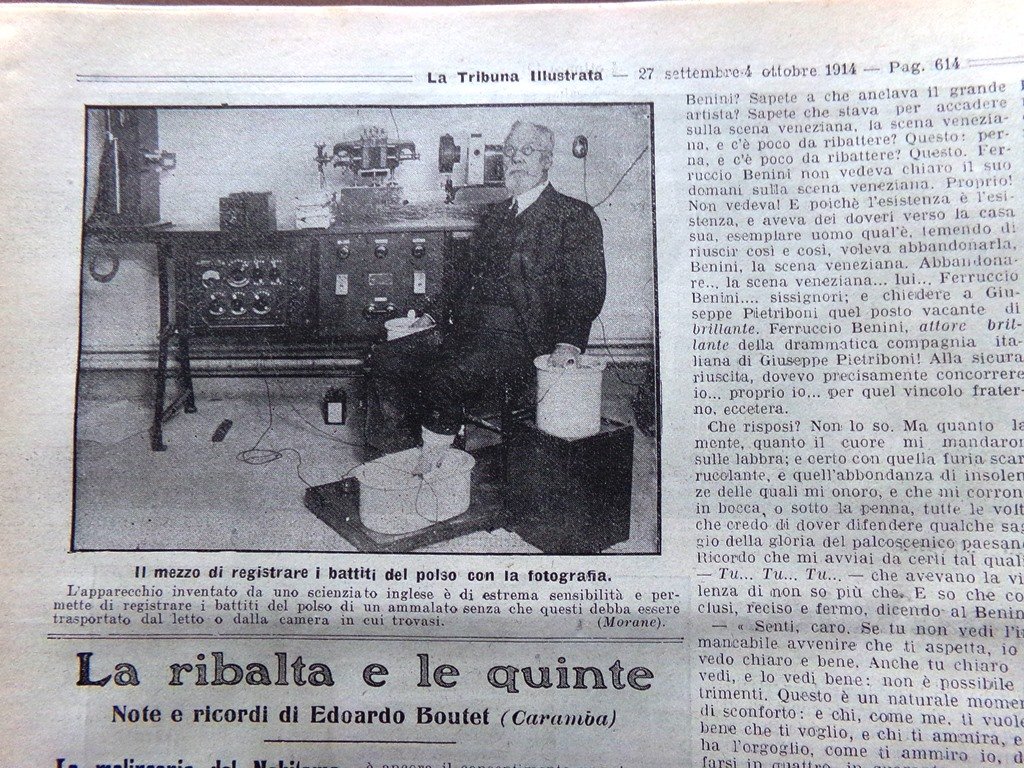 La Tribuna Illustrata — 27 settembre-4 ottobre 1914 — Pag. 614
Il mezzo di registrare i battiti del polso con la fotografia.
L'apparecchio inventato da uno scienziato inglese è di estrema sensibilità e per-
mette di registrare i battiti del polso di un ammalato senza che questi debba essere
trasportato dal letto o dalla camera in cui trovasi.
(Morane).
La ribalta e le quinte
Note e ricordi di Edoardo Boutet (Caramba)
Benini? Sapete a che anelava il grande
artista? Sapete che stava per accadere
sulla scena veneziana, la scena venezia-
na, e c'è poco da ribattere? Questo: per-
na, e c'è poco da ribattere? Questo. Fer-
ruccio Benini non vedeva chiaro il suo
domani sulla scena veneziana. Proprio!
Non vedeva! E poichè l'esistenza è l'esi-
stenza, e aveva dei doveri verso la casa
sua, esemplare uomo qual'è, temendo di
riuscir così e così, voleva abbandonarla,
Benini, la scena veneziana. Abbandona-
re... la scena veneziana... lui... Ferruccio
Benini.... sissignori; e chiedere a Giu-
seppe Pietriboni quel posto vacante di
brillante. Ferruccio Benini, attore bril-
lante della drammatica compagnia ita-
liana di Giuseppe Pietriboni! Alla sicura
riuscita, dovevo precisamente concorrere
io... proprio io... per quel vincolo frater-
no, eccetera.
Che risposi? Non lo so. Ma quanto la
mente, quanto il cuore mi mandaron
sulle labbra; e certo con quella furia scar-
rucolante, e quell'abbondanza di insolen-
ze delle quali mi onoro, e che mi corron
in bocca, o sotto la penna, tutte le volt
che credo di dover difendere qualche sag
gio della gloria del palcoscenico paesan
Ricordo che mi avviai da certi tal qual
— Tu... Tu... Tu... — che avevano la vi
lenza di non so più che. E so che co
clusi, reciso e fermo, dicendo al Benin
— « Senti, caro. Se tu non vedi l'i
mancabile avvenire che ti aspetta, io
vedo chiaro e bene. Anche tu chiaro
vedi, e lo vedi bene: non è possibile
trimenti. Questo è un naturale momen
di sconforto: e chi, come me, ti vuole
bene che ti voglio, e chi ti ammira, e
ha l'orgoglio, come ti ammiro io, d
farsi in quattro, in